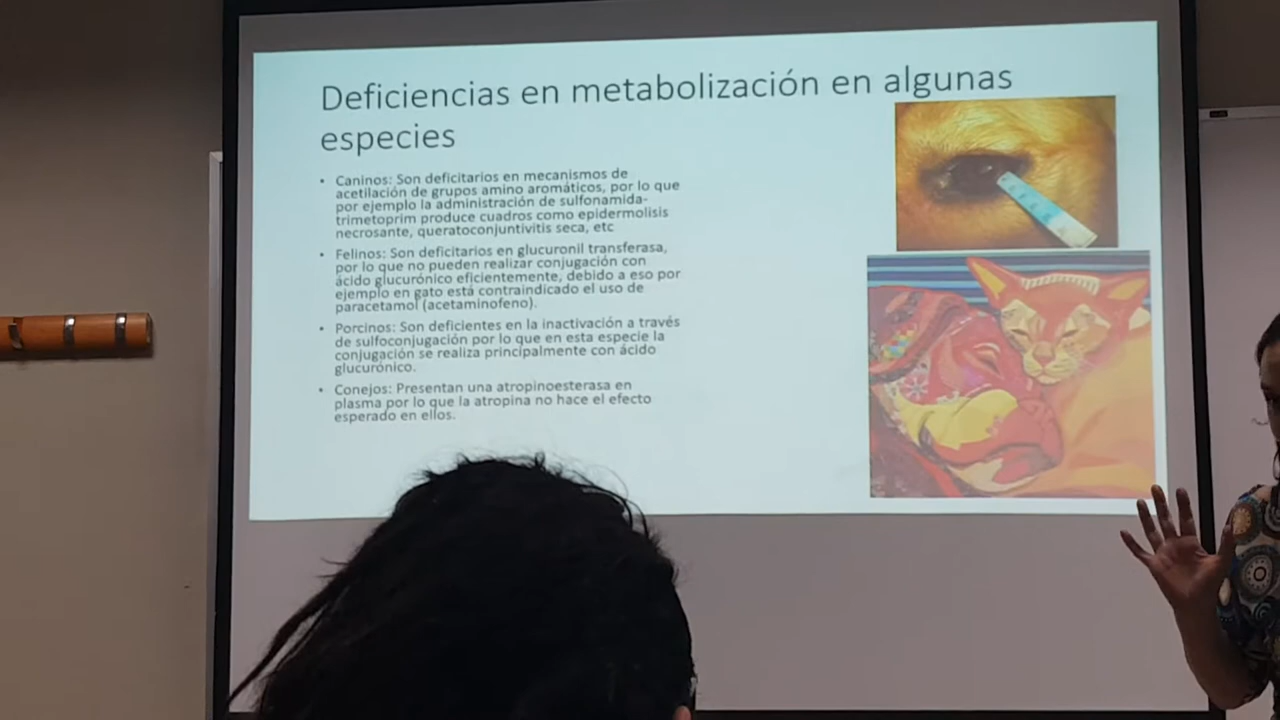 Deficiencias en metabolización en algunas
especies
• Caninos: Son deficitarios en mecanismos de
acetilación de grupos amino aromáticos, por lo que
por ejemplo la administración de sulfonamida-
trimetoprim produce cuadros como epidermolisis
necrosante, queratoconjuntivitis seca, etc
• Felinos: Son deficitarios en glucuronil transferasa,
por lo que no pueden realizar conjugación con
ácido glucurónico eficientemente, debido a eso por
ejemplo en gato está contraindicado el uso de
paracetamol (acetaminofeno).
• Porcinos: Son deficientes en la inactivación a través
de sulfoconjugación por lo que en esta especie la
conjugación se realiza principalmente con ácido
glucurónico.
• Conejos: Presentan una atropinoesterasa en
plasma por lo que la atropina no hace el efecto
esperado en ellos.